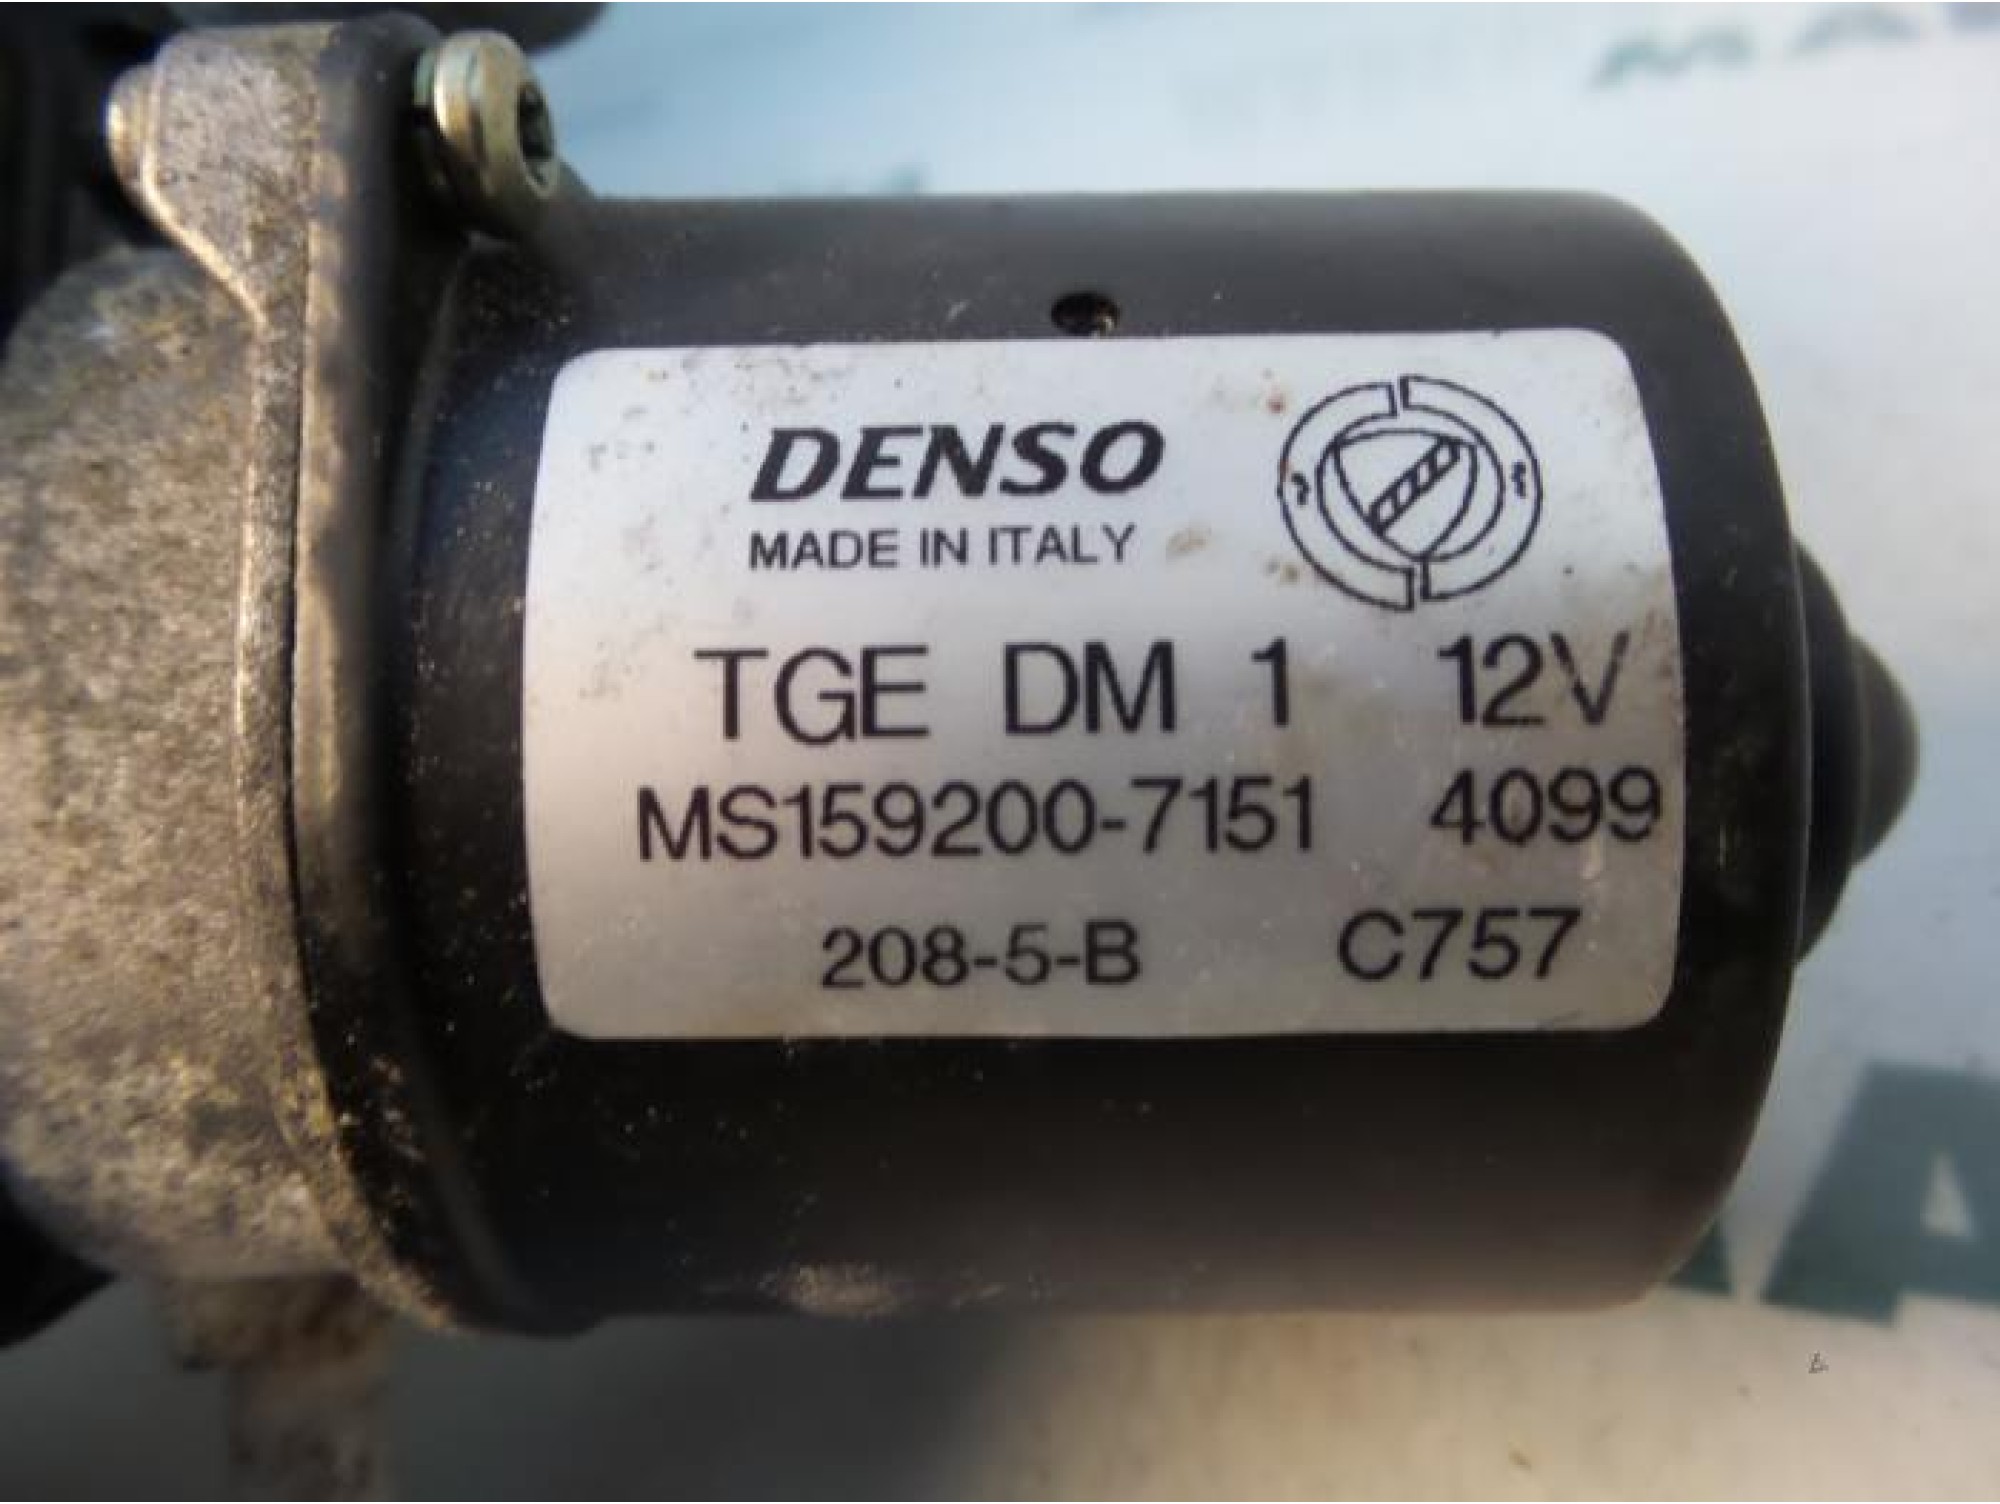 DENSO
MADE IN ITALY
TGE DM 1 12V
MS159200-7151 4099
208-5-B C757